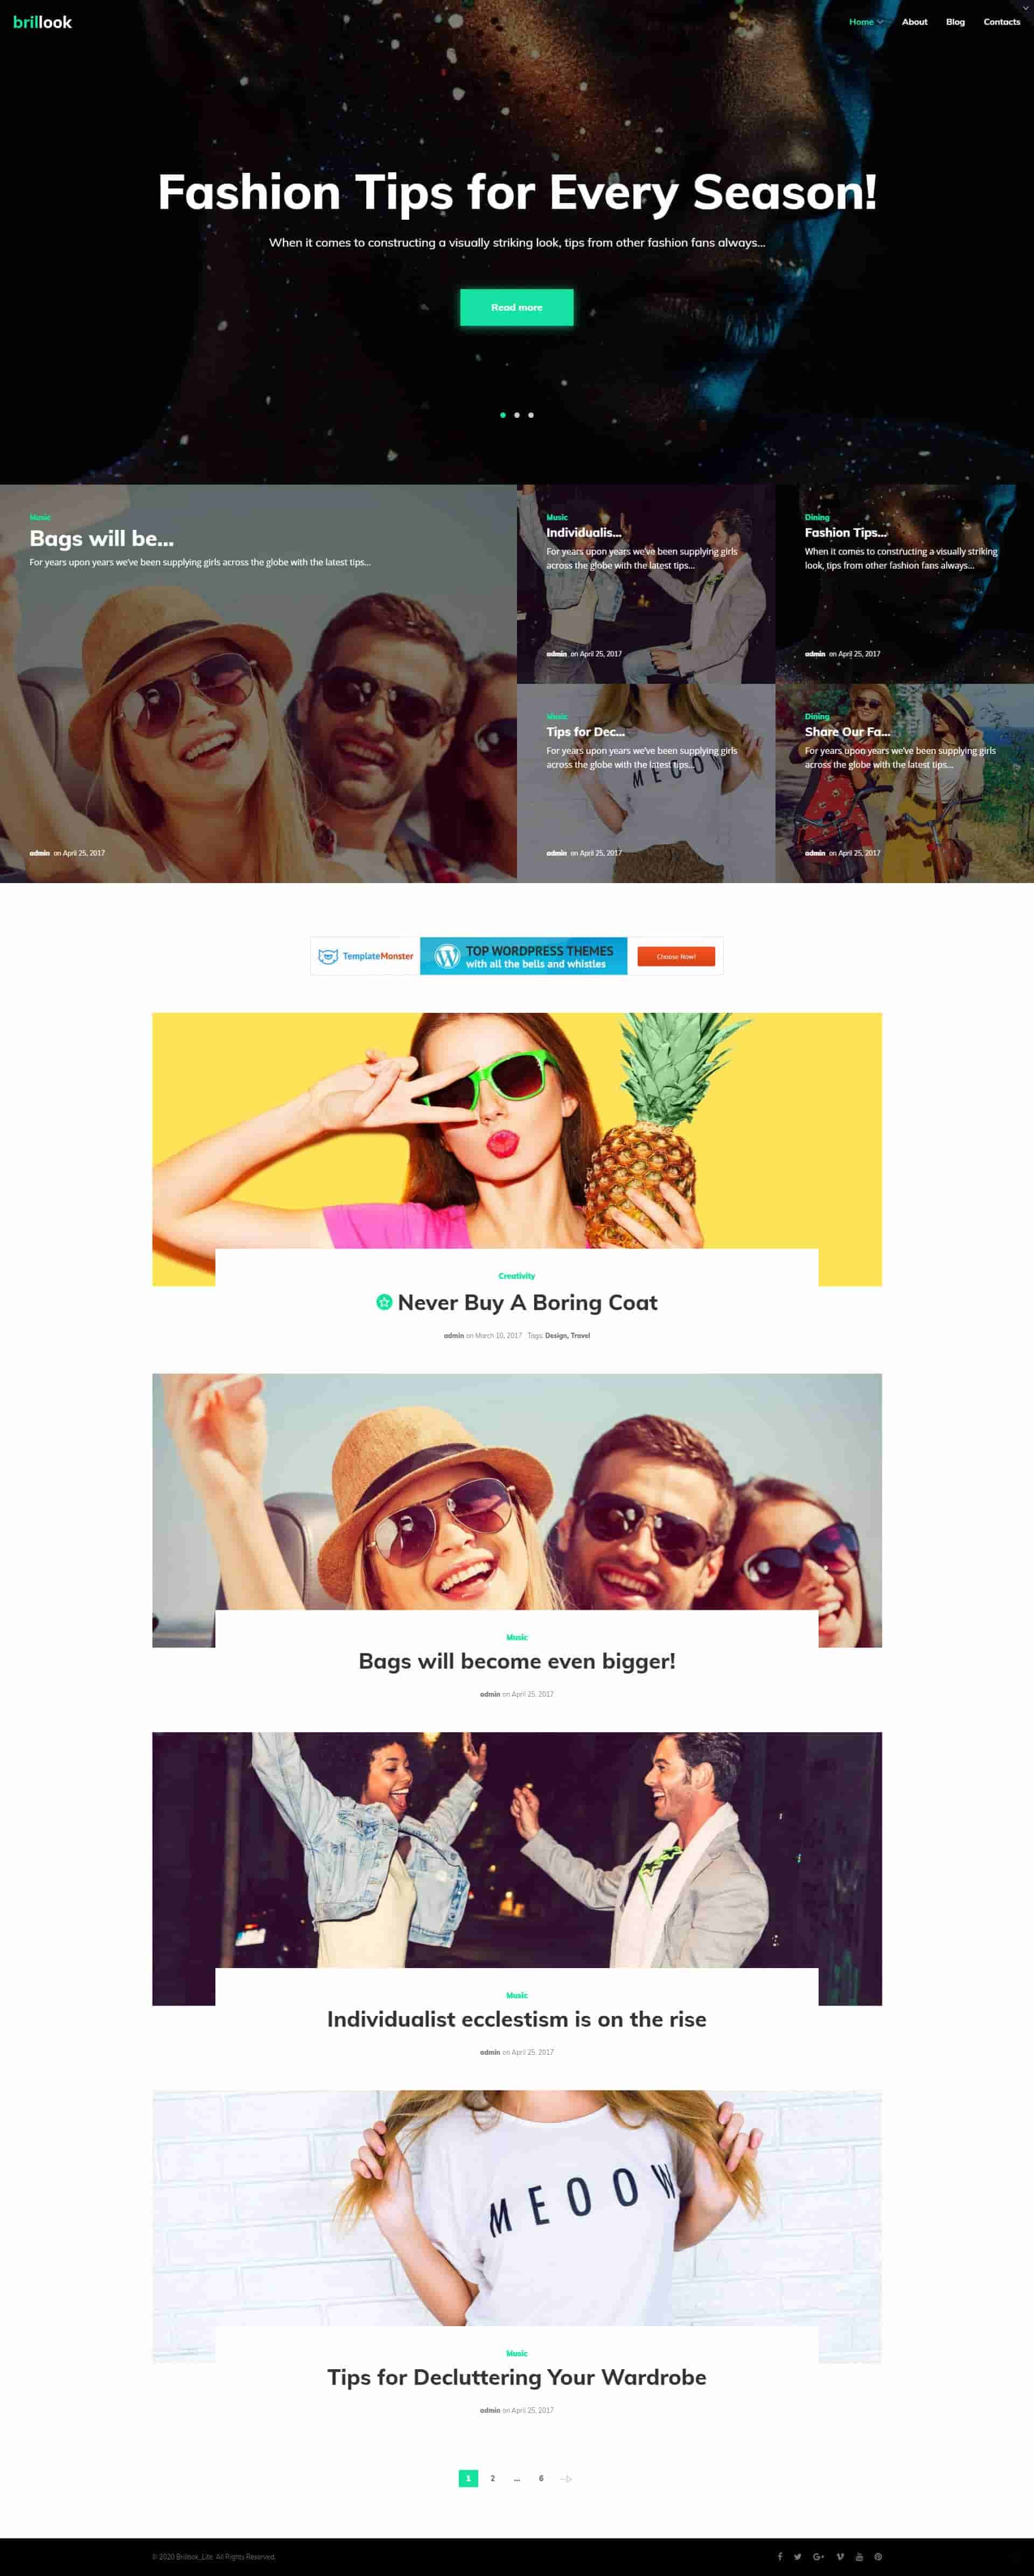 brillook
Home
About
Blog
Contacts
Fashion Tips for Every Season!
When it comes to constructing a visually striking look, tips from other fashion fans always...
Read more
Music
Bags will be...
For years upon years we've been supplying girls across the globe with the latest tips...
admin on April 25, 2017
Music
Individualis...
For years upon years we've been supplying girls
across the globe with the latest tips...
admin on April 25, 2017
Dining
Fashion Tips...
When it comes to constructing a visually striking
look, tips from other fashion fans always...
admin on April 25, 2017
Music
Tips for Dec...
For years upon years we've been supplying girls
across the globe with the latest tips...
admin on April 25, 2017
Dining
Share Our Fa...
For years upon years we've been supplying girls
across the globe with the latest tips...
admin on April 25, 2017
TemplateMonster
TOP WORDPRESS THEMES
with all the bells and whistles
Choose Now!
Creativity
Never Buy A Boring Coat
admin on March 10, 2017 Tags: Design, Travel
Music
Bags will become even bigger!
admin on April 25, 2017
Music
Individualist ecclestism is on the rise
admin on April 25, 2017
MEOOW
Music
Tips for Decluttering Your Wardrobe
admin on April 25, 2017
1 2 ... 6
© 2020 Brillook_Lite. All Rights Reserved.